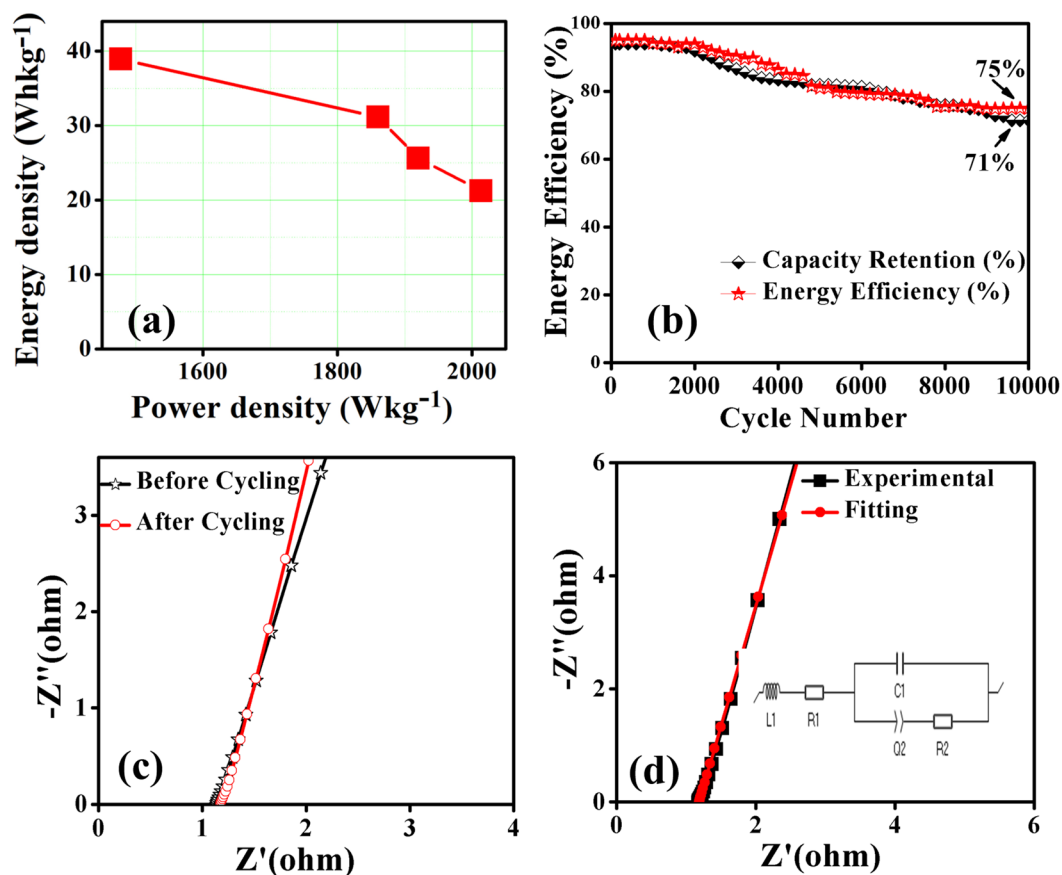 Energy density (Whkg⁻¹)
40
30
20
10
0
(a)
1600
1800
2000
Power density (Wkg⁻¹)
Energy Efficiency (%)
100
80
60
40
20
0
75%
71%
Capacity Retention (%)
Energy Efficiency (%)
(b)
0
2000
4000
6000
8000
10000
Cycle Number
-Z''(ohm)
3
2
1
0
Before Cycling
After Cycling
(c)
0
1
2
3
4
Z'(ohm)
-Z''(ohm)
6
4
2
0
Experimental
Fitting
L1
R1
C1
Q2
R2
(d)
0
2
4
6
Z'(ohm)